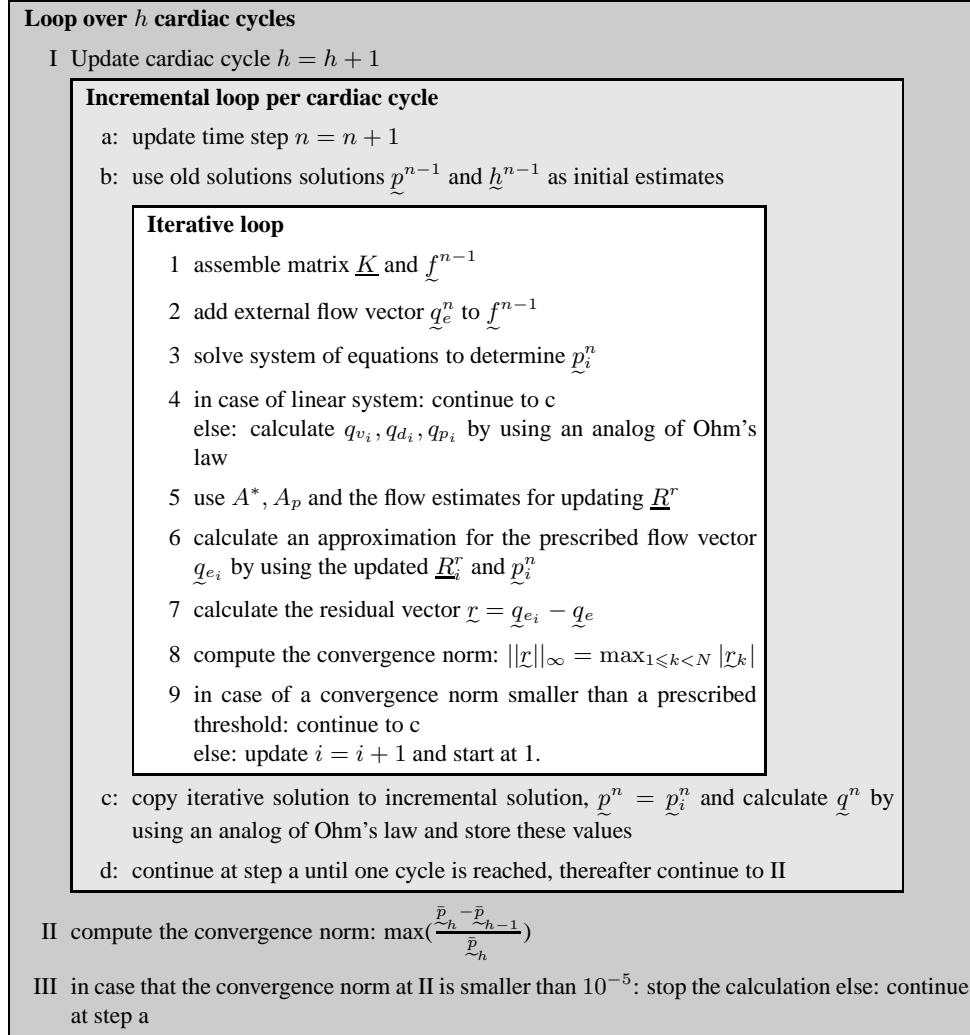 Loop over h cardiac cycles
I Update cardiac cycle h = h + 1
Incremental loop per cardiac cycle
a: update time step n = n + 1
b: use old solutions solutions p̰^{n−1} and h̰^{n−1} as initial estimates
Iterative loop
1 assemble matrix K̲ and f̰^{n−1}
2 add external flow vector q̰_e^n to f̰^{n−1}
3 solve system of equations to determine p̰_i^n
4 in case of linear system: continue to c
else: calculate q_{v_i}, q_{d_i}, q_{p_i} by using an analog of Ohm's
law
5 use A^*, A_p and the flow estimates for updating R̲^r
6 calculate an approximation for the prescribed flow vector
q̰_{e_i} by using the updated R̲_i^r and p̰_i^n
7 calculate the residual vector r̰ = q̰_{e_i} − q̰_e
8 compute the convergence norm: ||r̰||_∞ = max_{1⩽k<N} |r̰_k|
9 in case of a convergence norm smaller than a prescribed
threshold: continue to c
else: update i = i + 1 and start at 1.
c: copy iterative solution to incremental solution, p̰^n = p̰_i^n and calculate q̰^n by
using an analog of Ohm's law and store these values
d: continue at step a until one cycle is reached, thereafter continue to II
II compute the convergence norm: max((p̰̄_h − p̰̄_{h−1})/p̰̄_h)
III in case that the convergence norm at II is smaller than 10^{−5}: stop the calculation else: continue
at step a